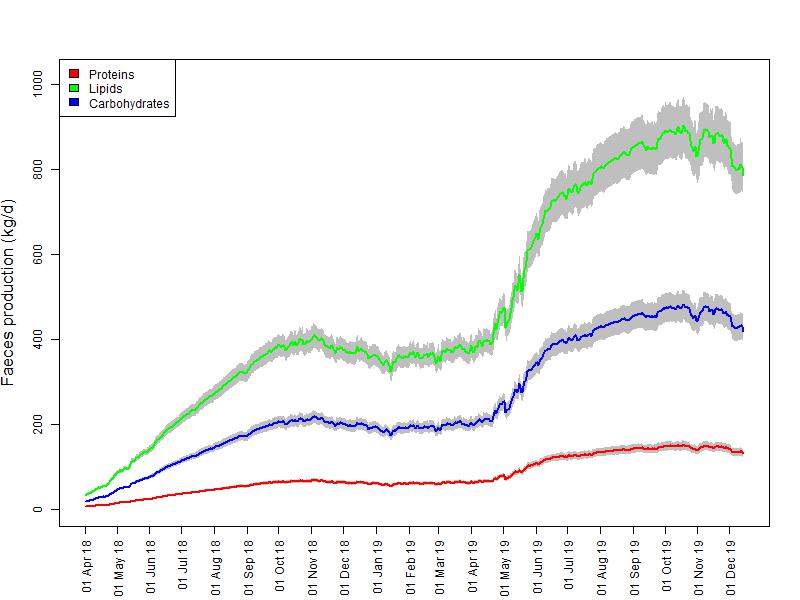 Proteins
Lipids
Carbohydrates
Faeces production (kg/d)
1000
800
600
400
200
0
01 Apr 18
01 May 18
01 Jun 18
01 Jul 18
01 Aug 18
01 Sep 18
01 Oct 18
01 Nov 18
01 Dec 18
01 Jan 19
01 Feb 19
01 Mar 19
01 Apr 19
01 May 19
01 Jun 19
01 Jul 19
01 Aug 19
01 Sep 19
01 Oct 19
01 Nov 19
01 Dec 19